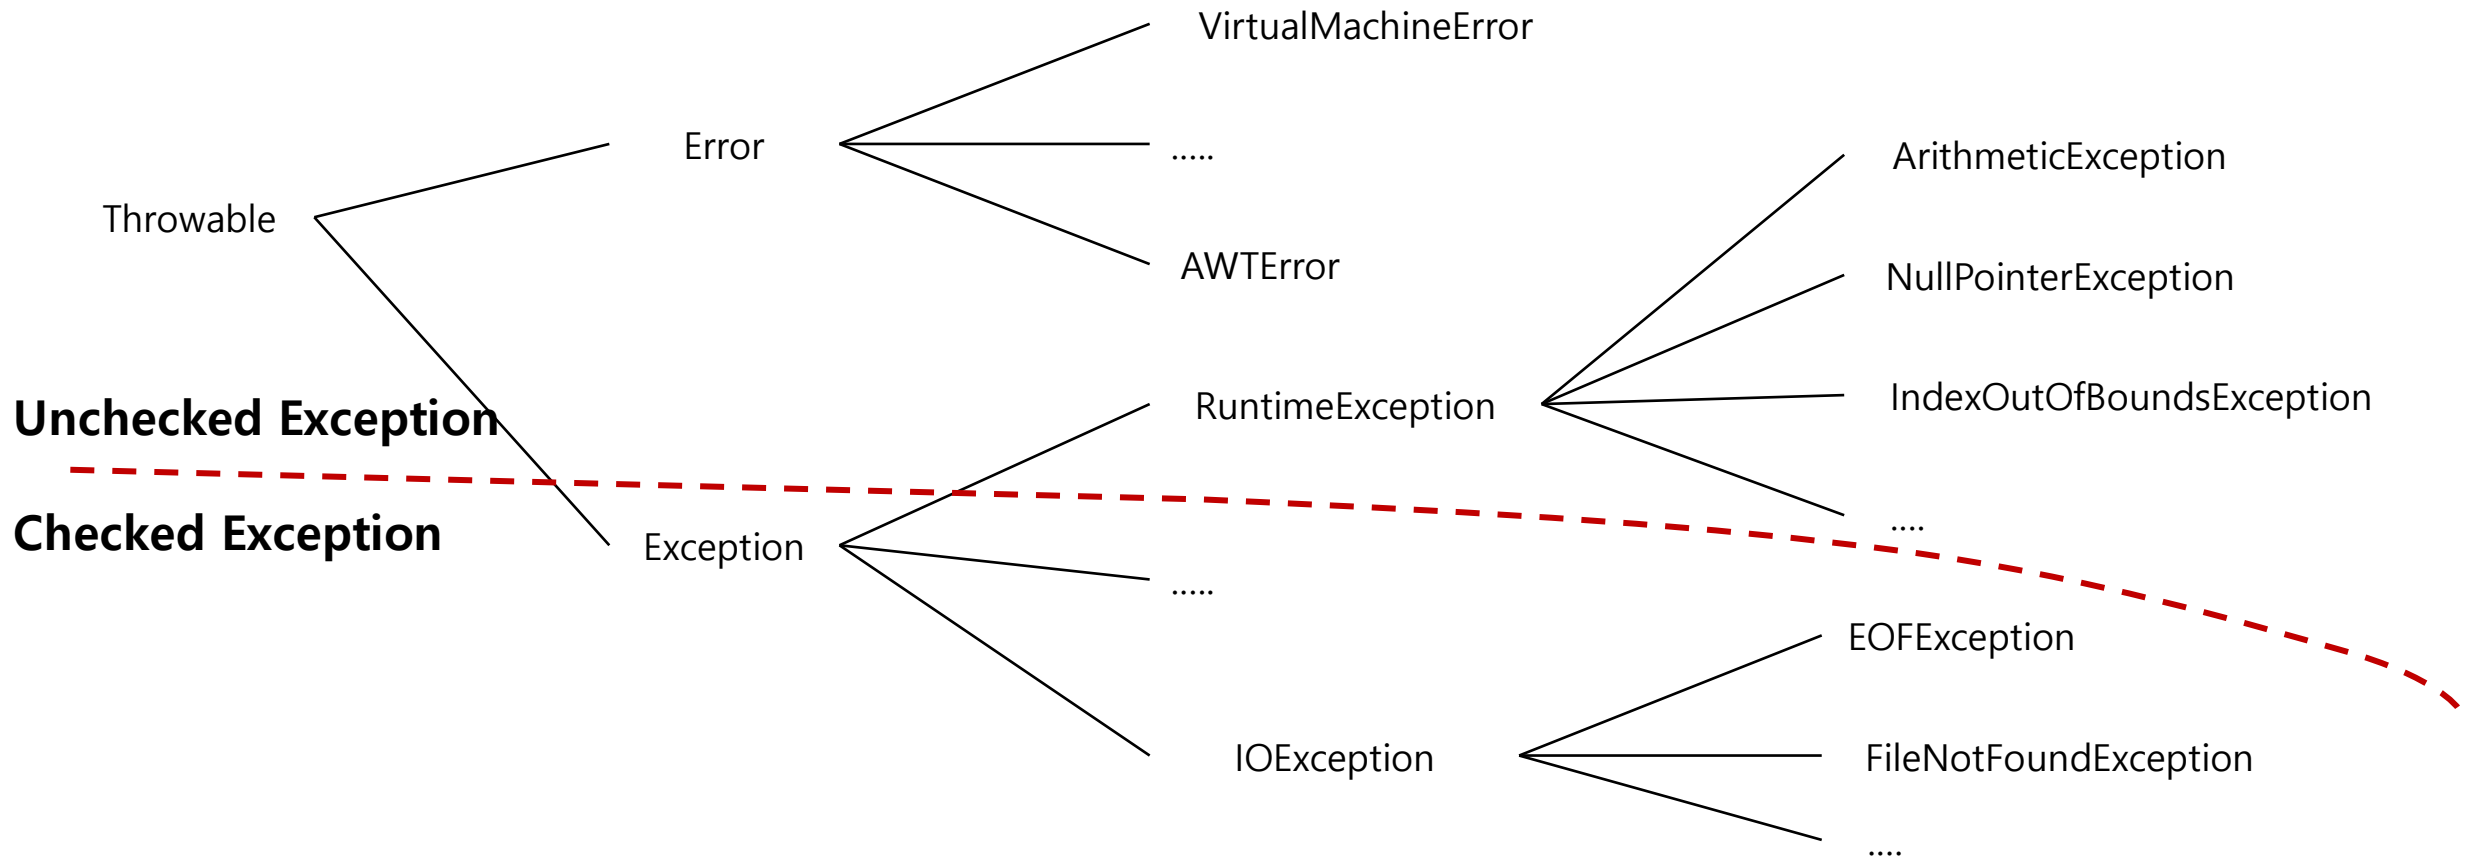 VirtualMachineError
Error
.....
ArithmeticException
Throwable
AWTError
NullPointerException
Unchecked Exception
RuntimeException
IndexOutOfBoundsException
Checked Exception
....
Exception
.....
EOFException
IOException
FileNotFoundException
....